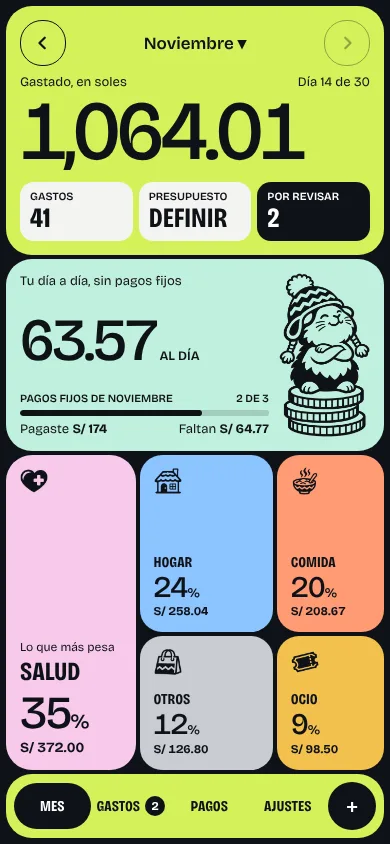 Noviembre ▾
Gastado, en soles
Día 14 de 30
1,064.01
GASTOS
41
PRESUPUESTO
DEFINIR
POR REVISAR
2
Tu día a día, sin pagos fijos
63.57 AL DÍA
PAGOS FIJOS DE NOVIEMBRE
2 DE 3
Pagaste S/ 174
Faltan S/ 64.77
Lo que más pesa
SALUD
35%
S/ 372.00
HOGAR
24%
S/ 258.04
COMIDA
20%
S/ 208.67
OTROS
12%
S/ 126.80
OCIO
9%
S/ 98.50
MES
GASTOS 2
PAGOS
AJUSTES
+